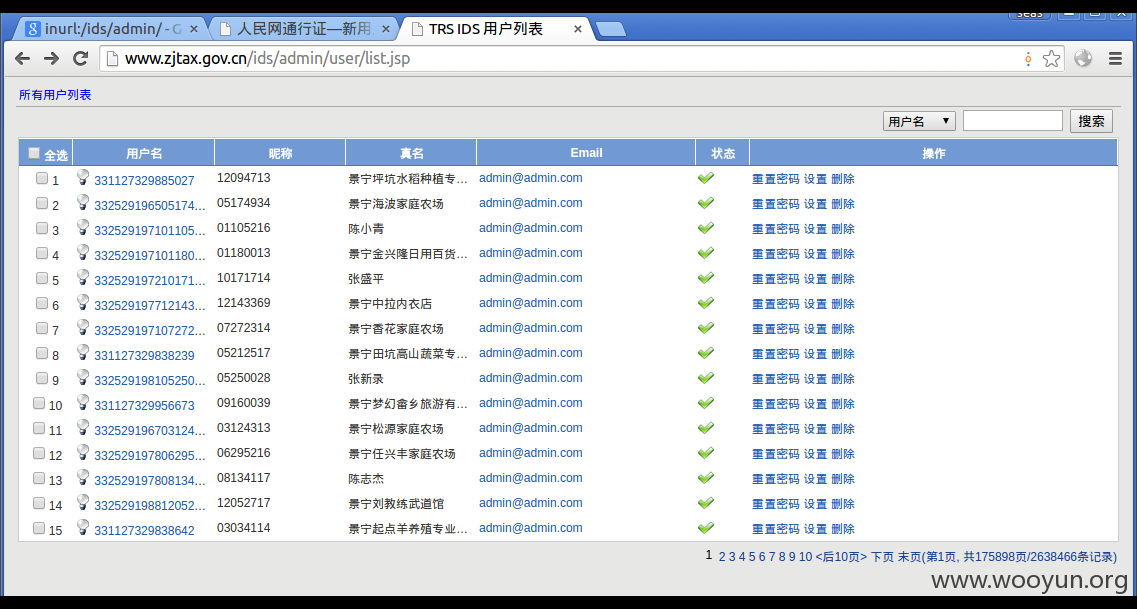 seas
inurl:/ids/admin/ - G
人民网通行证—新用
TRS IDS 用户列表
www.zjtax.gov.cn/ids/admin/user/list.jsp
所有用户列表
用户名 搜索
全选 用户名 昵称 真名 Email 状态 操作
1 331127329885027 12094713 景宁坪坑水稻种植专... admin@admin.com 重置密码 设置 删除
2 332529196505174... 05174934 景宁海波家庭农场 admin@admin.com 重置密码 设置 删除
3 332529197101105... 01105216 陈小青 admin@admin.com 重置密码 设置 删除
4 332529197101180... 01180013 景宁金兴隆日用百货... admin@admin.com 重置密码 设置 删除
5 332529197210171... 10171714 张盛平 admin@admin.com 重置密码 设置 删除
6 332529197712143... 12143369 景宁中拉内衣店 admin@admin.com 重置密码 设置 删除
7 332529197107272... 07272314 景宁香花家庭农场 admin@admin.com 重置密码 设置 删除
8 331127329838239 05212517 景宁田坑高山蔬菜专... admin@admin.com 重置密码 设置 删除
9 332529198105250... 05250028 张新录 admin@admin.com 重置密码 设置 删除
10 331127329956673 09160039 景宁梦幻畲乡旅游有... admin@admin.com 重置密码 设置 删除
11 332529196703124... 03124313 景宁松源家庭农场 admin@admin.com 重置密码 设置 删除
12 332529197806295... 06295216 景宁任兴丰家庭农场 admin@admin.com 重置密码 设置 删除
13 332529197808134... 08134117 陈志杰 admin@admin.com 重置密码 设置 删除
14 332529198812052... 12052717 景宁刘教练武道馆 admin@admin.com 重置密码 设置 删除
15 331127329838642 03034114 景宁起点羊养殖专业... admin@admin.com 重置密码 设置 删除
1 2 3 4 5 6 7 8 9 10 <后10页> 下页 末页(第1页, 共175898页/2638466条记录)
www.wooyun.org